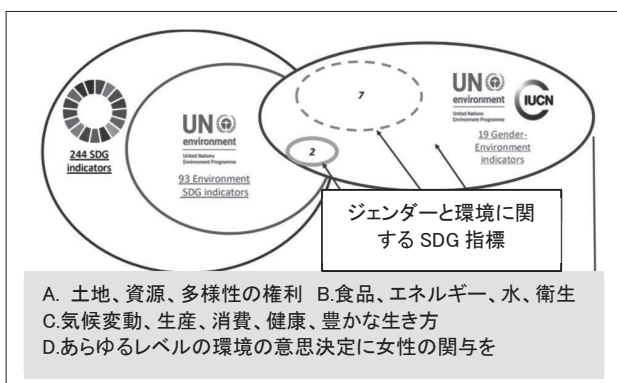 244 SDG
indicators
UN
environment
United Nations
Environment Programme
93 Environment
SDG indicators
7
2
UN
environment
United Nations
Environment Programme
IUCN
19 Gender-
Environment
indicators
ジェンダーと環境に関
する SDG 指標
A. 土地、資源、多様性の権利 B.食品、エネルギー、水、衛生
C.気候変動、生産、消費、健康、豊かな生き方
D.あらゆるレベルの環境の意思決定に女性の関与を